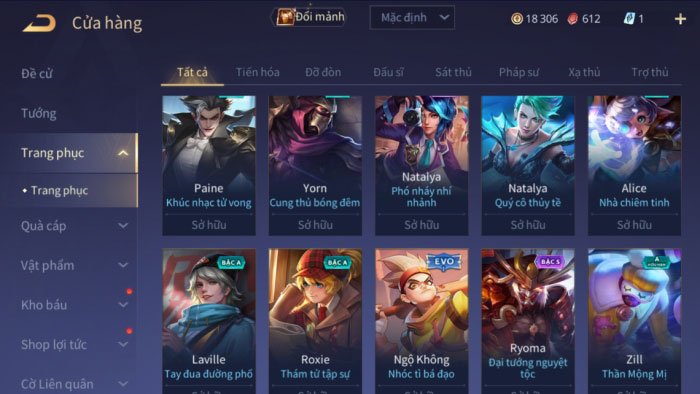 Cửa hàng
Đổi mảnh
Mặc định
18 306
612
1
Đề cử
Tướng
Trang phục
Trang phục
Quà cáp
Vật phẩm
Kho báu
Shop lợi tức
Cờ Liên quân
Tất cả
Tiến hóa
Đỡ đòn
Đấu sĩ
Sát thủ
Pháp sư
Xạ thủ
Trợ thủ
Paine
Khúc nhạc tử vong
Sở hữu
Yorn
Cung thủ bóng đêm
Sở hữu
Natalya
Phó nháy nhí
nhảnh
Sở hữu
Natalya
Quý cô thủy tề
Sở hữu
Alice
Nhà chiêm tinh
Sở hữu
BẬC A
Laville
Tay đua đường phố
BẬC A
Roxie
Thám tử tập sự
EVO
Ngộ Không
Nhóc tì bá đạo
BẬC S
Ryoma
Đại tướng nguyệt
tộc
A
Zill
Thần Mộng Mị